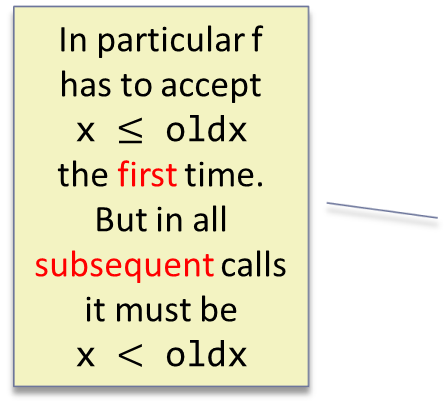 In particular f
has to accept
x ≤ oldx
the first time.
But in all
subsequent calls
it must be
x < oldx